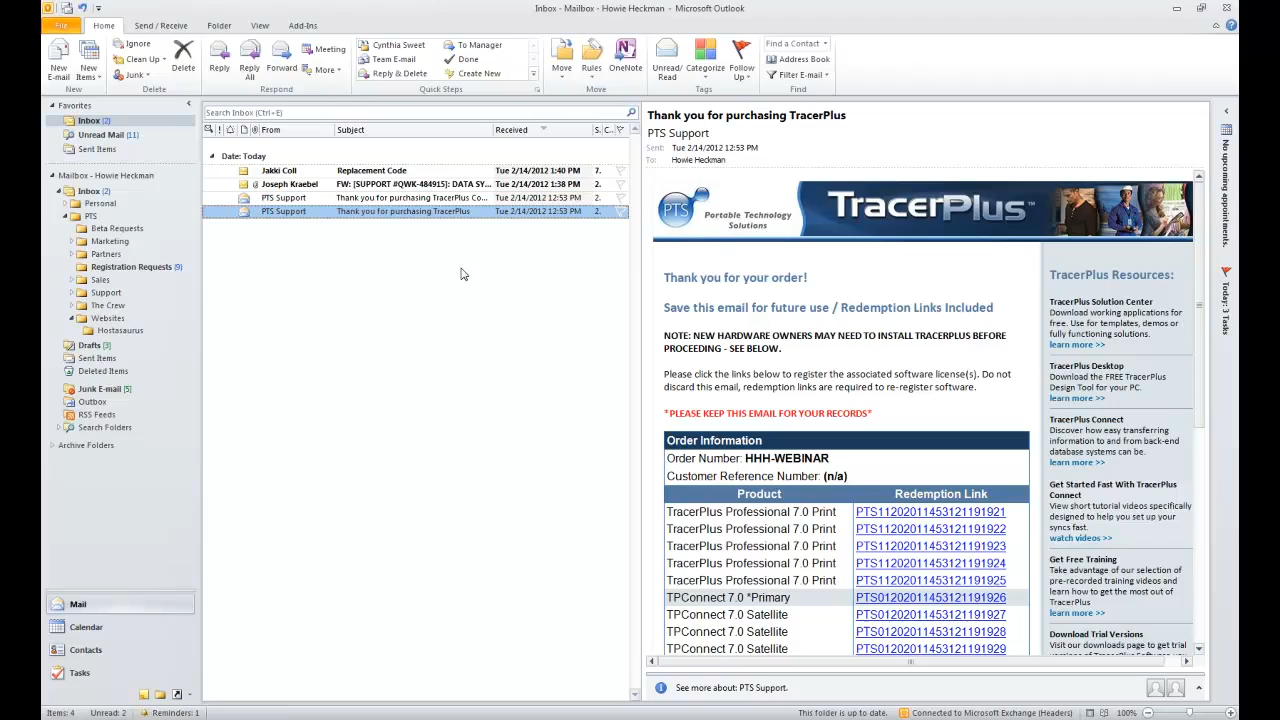 Inbox - Mailbox - Howie Heckman - Microsoft Outlook
File Home Send / Receive Folder View Add-Ins
New E-mail
New Items
New
Ignore
Clean Up
Junk
Delete
Delete
Reply
Reply All
Forward
Meeting
More
Respond
Cynthia Sweet
Team E-mail
Reply & Delete
To Manager
Done
Create New
Quick Steps
Move
Rules
OneNote
Move
Unread/ Read
Categorize
Follow Up
Tags
Find a Contact
Address Book
Filter E-mail
Find
Favorites
Inbox (2)
Unread Mail (11)
Sent Items
Mailbox - Howie Heckman
Inbox (2)
Personal
PTS
Beta Requests
Marketing
Partners
Registration Requests (9)
Sales
Support
The Crew
Websites
Hostasaurus
Drafts [3]
Sent Items
Deleted Items
Junk E-mail [5]
Outbox
RSS Feeds
Search Folders
Archive Folders
Mail
Calendar
Contacts
Tasks
Search Inbox (Ctrl+E)
From Subject Received S. C..
Date: Today
Jakki Coll Replacement Code Tue 2/14/2012 1:40 PM 7.
Joseph Kraebel FW: [SUPPORT #QWK-484915]: DATA SY... Tue 2/14/2012 1:38 PM 2.
PTS Support Thank you for purchasing TracerPlus Co... Tue 2/14/2012 12:53 PM 2.
PTS Support Thank you for purchasing TracerPlus Tue 2/14/2012 12:53 PM 2.
Thank you for purchasing TracerPlus
PTS Support
Sent: Tue 2/14/2012 12:53 PM
To: Howie Heckman
PTS Portable Technology Solutions
TracerPlus™
Thank you for your order!
Save this email for future use / Redemption Links Included
NOTE: NEW HARDWARE OWNERS MAY NEED TO INSTALL TRACERPLUS BEFORE
PROCEEDING - SEE BELOW.
Please click the links below to register the associated software license(s). Do not
discard this email, redemption links are required to re-register software.
*PLEASE KEEP THIS EMAIL FOR YOUR RECORDS*
Order Information
Order Number: HHH-WEBINAR
Customer Reference Number: (n/a)
Product Redemption Link
TracerPlus Professional 7.0 Print PTS11202011453121191921
TracerPlus Professional 7.0 Print PTS11202011453121191922
TracerPlus Professional 7.0 Print PTS11202011453121191923
TracerPlus Professional 7.0 Print PTS11202011453121191924
TracerPlus Professional 7.0 Print PTS11202011453121191925
TPConnect 7.0 *Primary PTS01202011453121191926
TPConnect 7.0 Satellite PTS01202011453121191927
TPConnect 7.0 Satellite PTS01202011453121191928
TPConnect 7.0 Satellite PTS01202011453121191929
TracerPlus Resources:
TracerPlus Solution Center
Download working applications for
free. Use for templates, demos or
fully functioning solutions.
learn more >>
TracerPlus Desktop
Download the FREE TracerPlus
Design Tool for your PC.
learn more >>
TracerPlus Connect
Discover how easy transferring
information to and from back-end
database systems can be.
learn more >>
Get Started Fast With TracerPlus
Connect
View short tutorial videos specifically
designed to help you set up your
syncs fast.
watch videos >>
Get Free Training
Take advantage of our selection of
pre-recorded training videos and
learn how to get the most out of
TracerPlus
learn more >>
Download Trial Versions
Visit our downloads page to get trial
See more about: PTS Support.
No upcoming appointments.
Today: 3 Tasks
Items: 4 Unread: 2 Reminders: 1 This folder is up to date. Connected to Microsoft Exchange (Headers) 100%